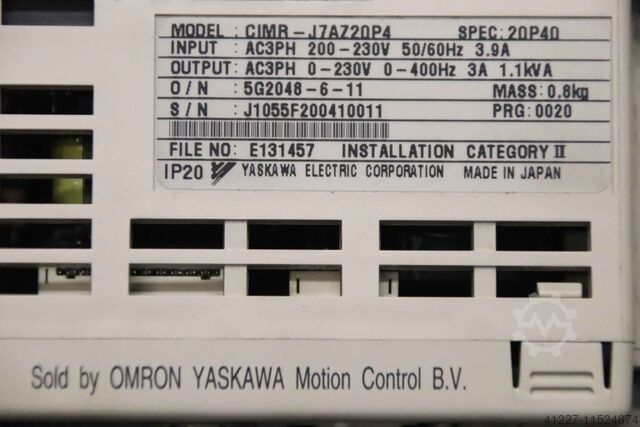 MODEL : CIMR-J7AZ20P4 SPEC: 20P40
INPUT : AC3PH 200-230V 50/60Hz 3.9A
OUTPUT : AC3PH 0-230V 0-400Hz 3A 1.1kVA
O / N : 5G2048-6-11 MASS: 0.8kg
S / N : J1055F200410011 PRG: 0020
FILE NO: E131457 INSTALLATION CATEGORY II
IP20 YASKAWA ELECTRIC CORPORATION MADE IN JAPAN
Sold by OMRON YASKAWA Motion Control B.V.
41227-11524874